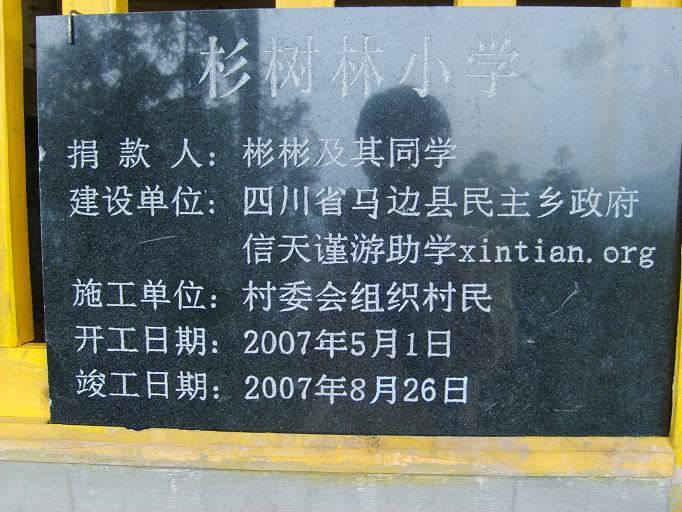 杉树林小学
捐款人：彬彬及其同学
建设单位：四川省马边县民主乡政府
信天谨游助学xintian.org
施工单位：村委会组织村民
开工日期：2007年5月1日
竣工日期：2007年8月26日